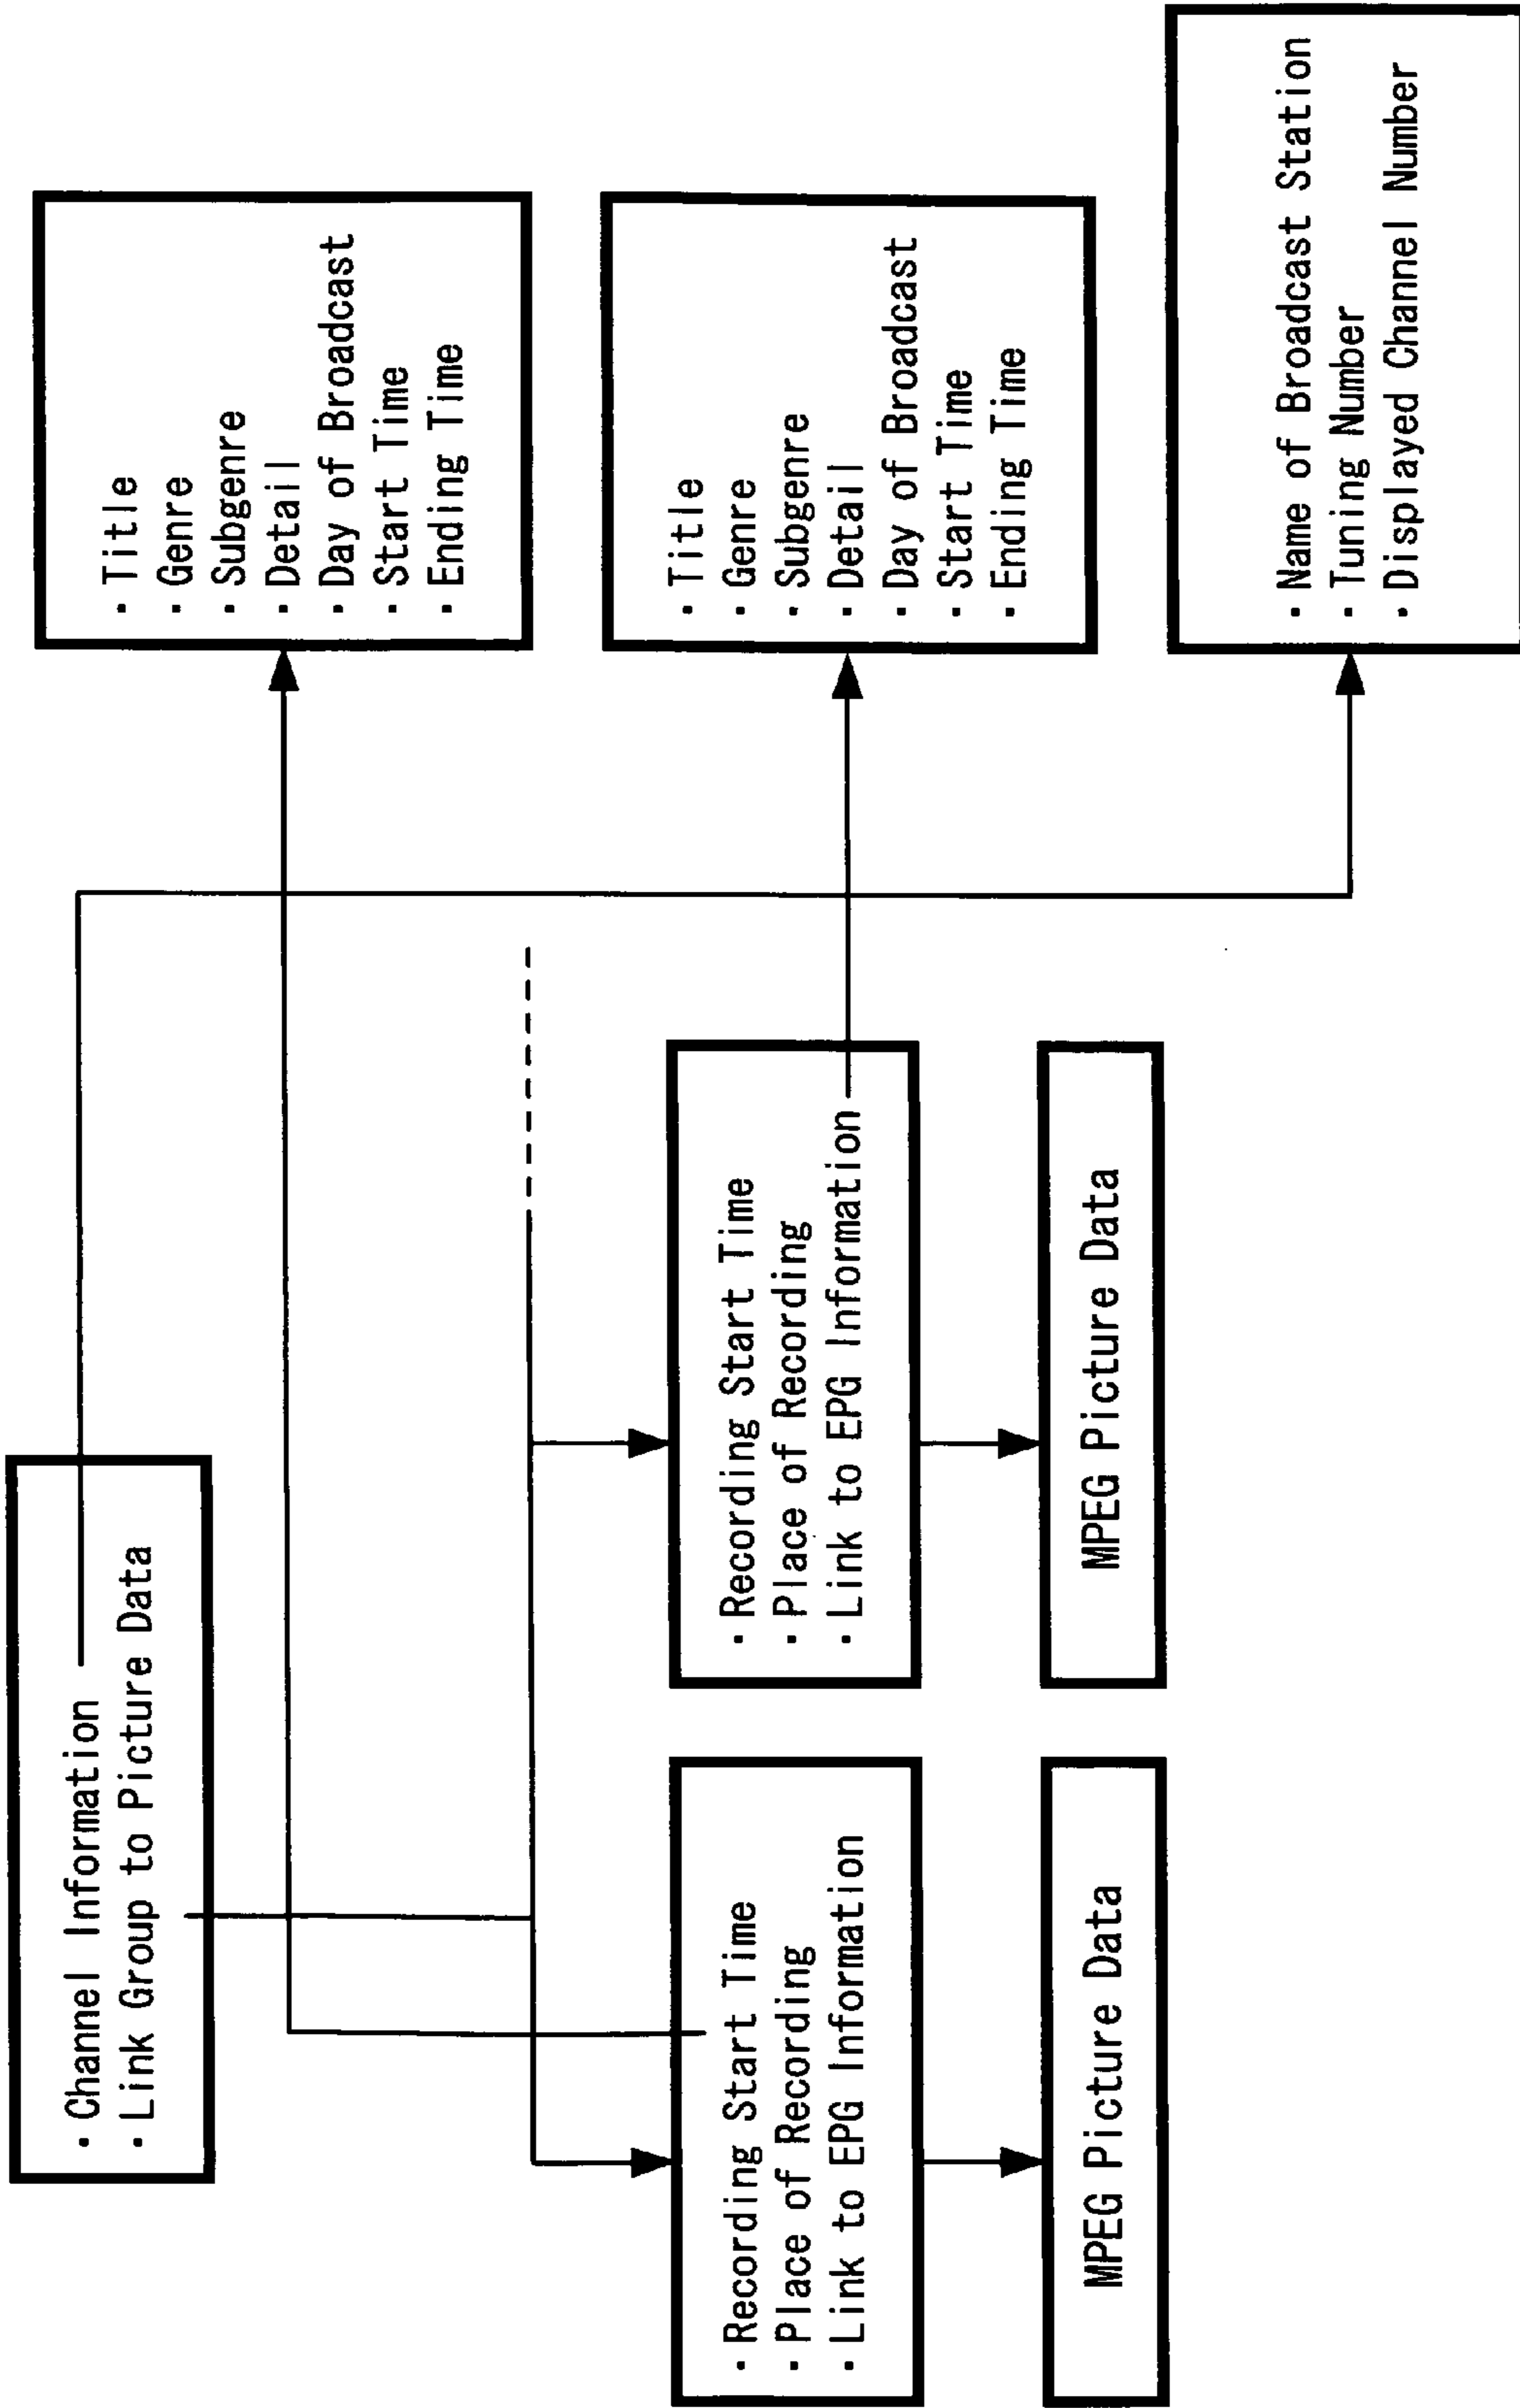 · Channel Information
· Link Group to Picture Data
· Recording Start Time
· Place of Recording
· Link to EPG Information
MPEG Picture Data
· Recording Start Time
· Place of Recording
· Link to EPG Information
MPEG Picture Data
· Title
· Genre
· Subgenre
· Detail
· Day of Broadcast
· Start Time
· Ending Time
· Title
· Genre
· Subgenre
· Detail
· Day of Broadcast
· Start Time
· Ending Time
· Name of Broadcast Station
· Tuning Number
· Displayed Channel Number